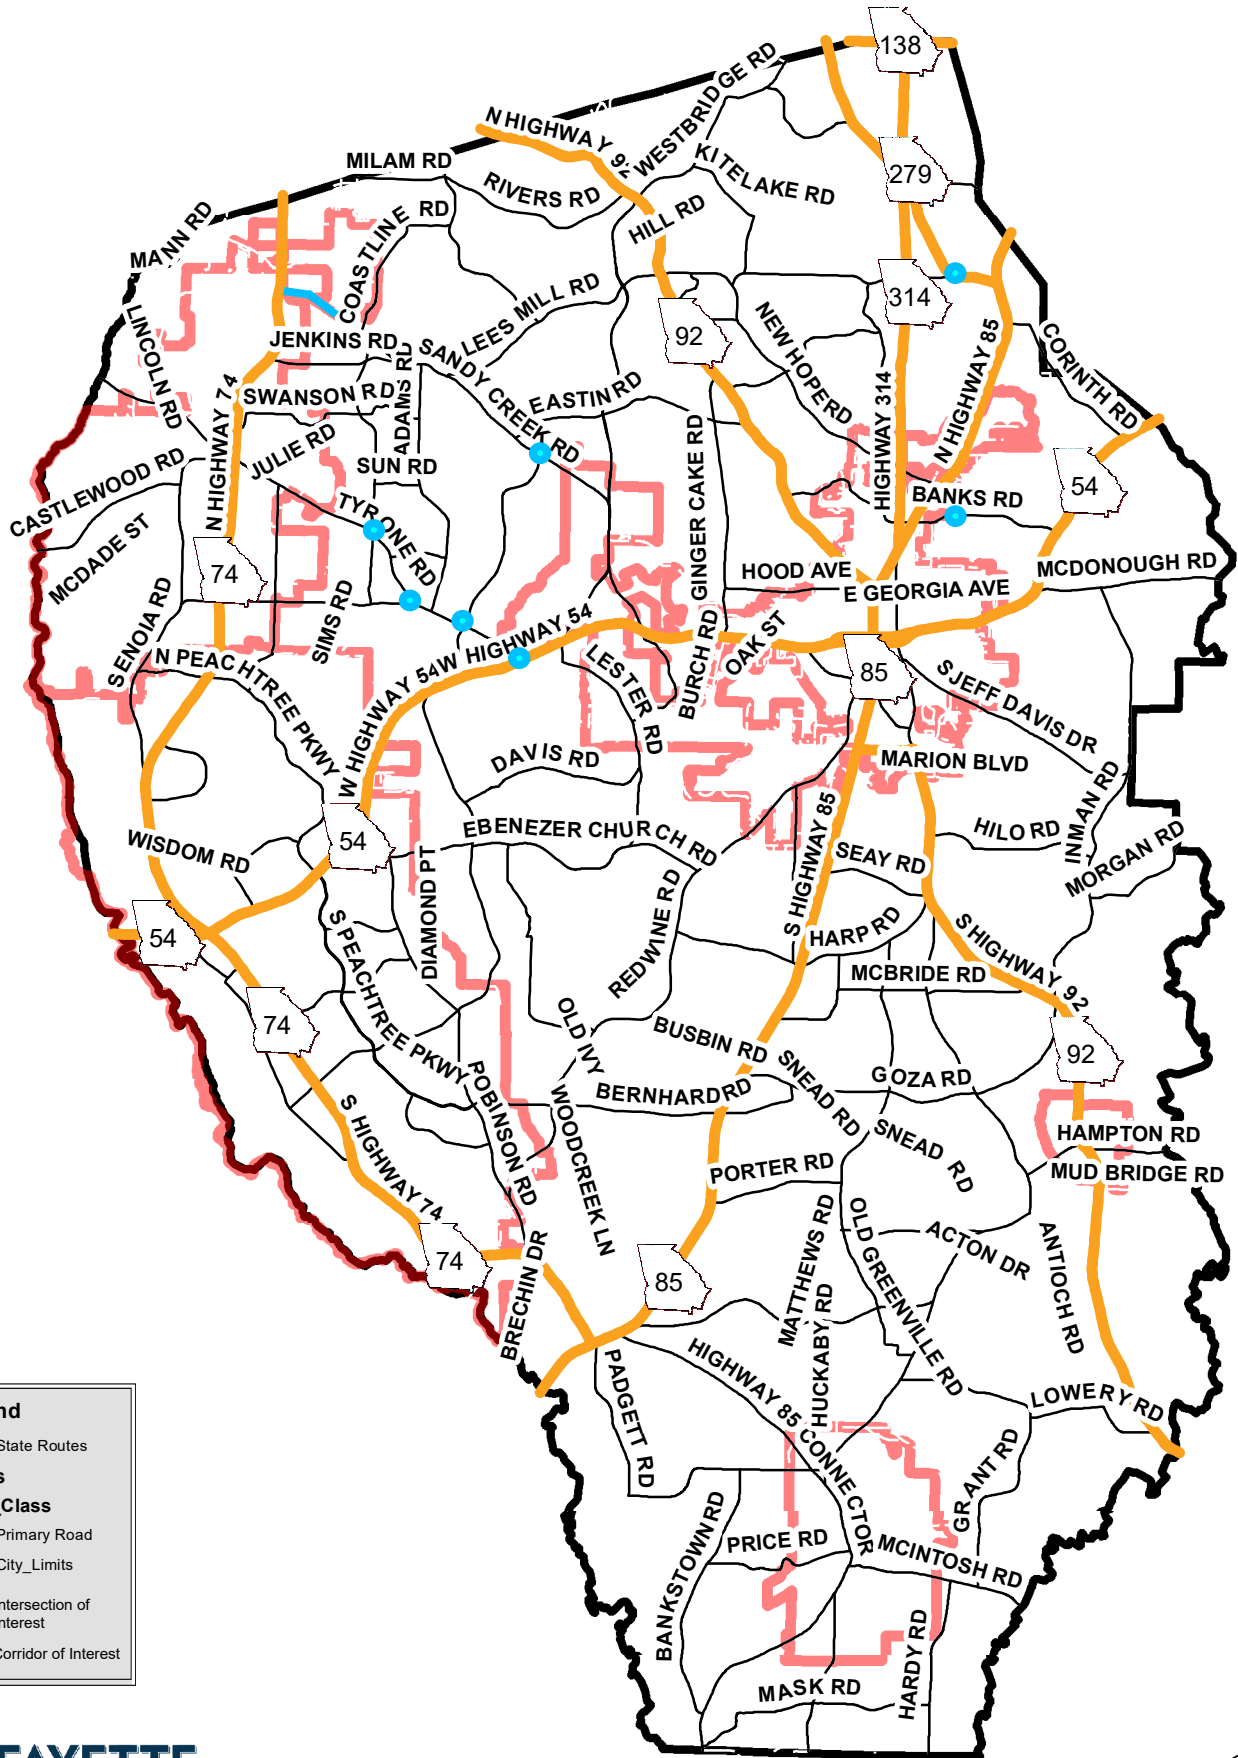 138
N HIGHWAY 92
WESTBRIDGE RD
MILAM RD
KITELAKE RD
279
RIVERS RD
MANN RD
COASTLINE RD
HILL RD
LINCOLN RD
LEES MILL RD
314
NEW HOPE RD
92
N HIGHWAY 85
CORINTH RD
JENKINS RD
SANDY CREEK RD
ADAMS RD
SWANSON RD
EASTIN RD
N HIGHWAY 74
JULIE RD
SUN RD
HIGHWAY 314
GINGER CAKE RD
CASTLEWOOD RD
54
BANKS RD
TYRONE RD
MCDADE ST
74
HOOD AVE
MCDONOUGH RD
E GEORGIA AVE
SENOIA RD
SIMS RD
W HIGHWAY 54
OAK ST
BURCH RD
N PEACHTREE PKWY
LESTER RD
85
S JEFF DAVIS DR
W HIGHWAY 54
DAVIS RD
MARION BLVD
INMAN RD
HILO RD
MORGAN RD
S HIGHWAY 85
EBENEZER CHURCH RD
WISDOM RD
54
SEAY RD
DIAMOND PT
REDWINE RD
54
S PEACHTREE PKWY
HARP RD
S HIGHWAY 92
MCBRIDE RD
74
OLD IVY
BUSBIN RD
SNEAD RD
92
GOZA RD
BERNHARD RD
ROBINSON RD
WOODCREEK LN
S HIGHWAY 74
SNEAD RD
HAMPTON RD
PORTER RD
MUD BRIDGE RD
MATTHEWS RD
OLD GREENVILLE RD
ACTON DR
ANTIOCH RD
74
BRECHIN DR
85
HUCKABY RD
HIGHWAY 85 CONNECTOR
PADGETT RD
LOWERY RD
GRANT RD
BANKSTOWN RD
PRICE RD
MCINTOSH RD
HARDY RD
MASK RD
nd
State Routes
s
_Class
Primary Road
City_Limits
ntersection of
nterest
Corridor of Interest
FAYETTE